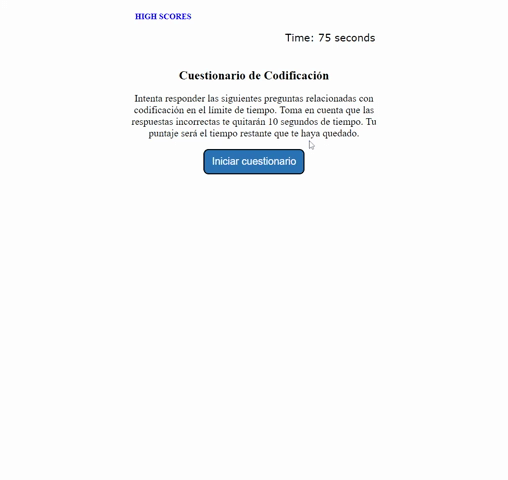 HIGH SCORES
Time: 75 seconds
Cuestionario de Codificación
Intenta responder las siguientes preguntas relacionadas con
codificación en el límite de tiempo. Toma en cuenta que las
respuestas incorrectas te quitarán 10 segundos de tiempo. Tu
puntaje será el tiempo restante que te haya quedado.
Iniciar cuestionario